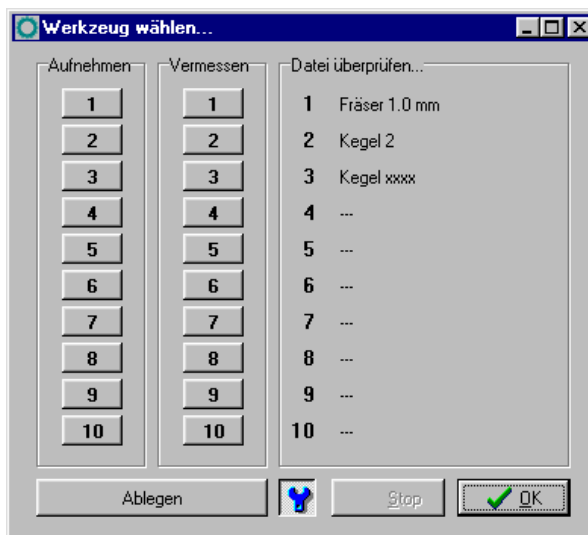 Werkzeug wählen...
Aufnehmen Vermessen Datei überprüfen...
1 1 1 Fräser 1.0 mm
2 2 2 Kegel 2
3 3 3 Kegel xxxx
4 4 4 ---
5 5 5 ---
6 6 6 ---
7 7 7 ---
8 8 8 ---
9 9 9 ---
10 10 10 ---
Ablegen Stop OK